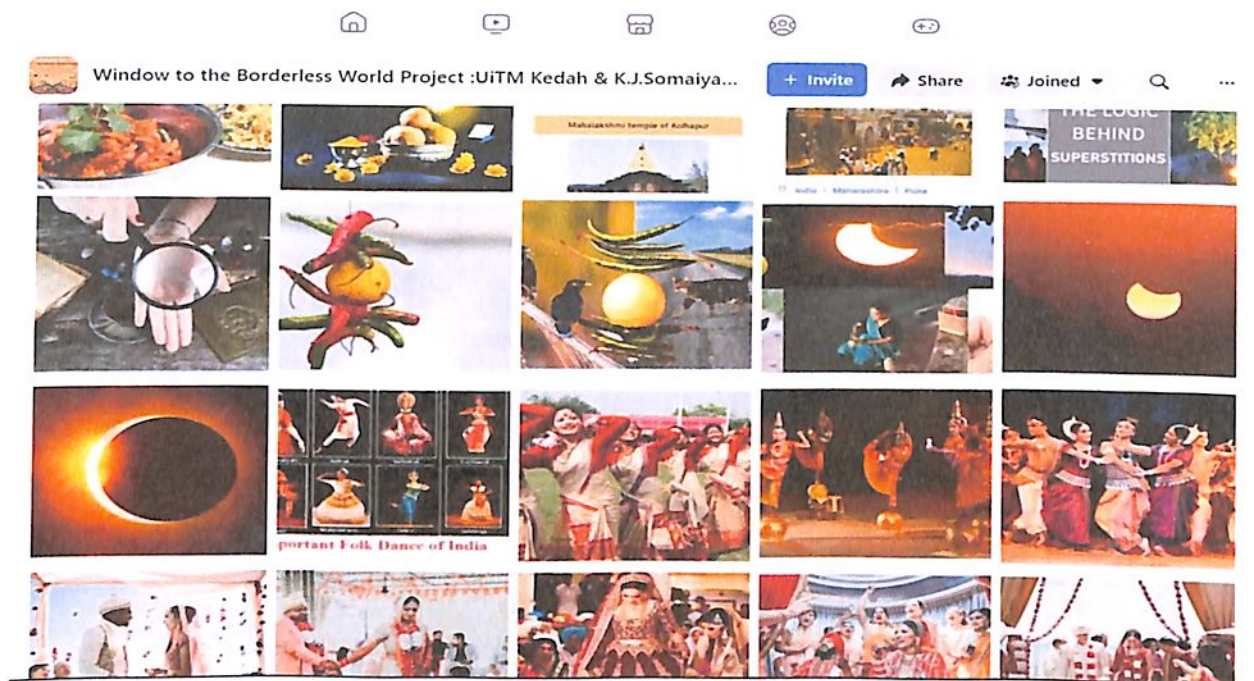 Window to the Borderless World Project :UiTM Kedah & K.J.Somaiya...
+ Invite
Share
Joined
...
Mahalakshmi temple of Kolhapur
India | Maharashtra | Pune
THE LOGIC
BEHIND
SUPERSTITIONS
portant Folk Dance of India